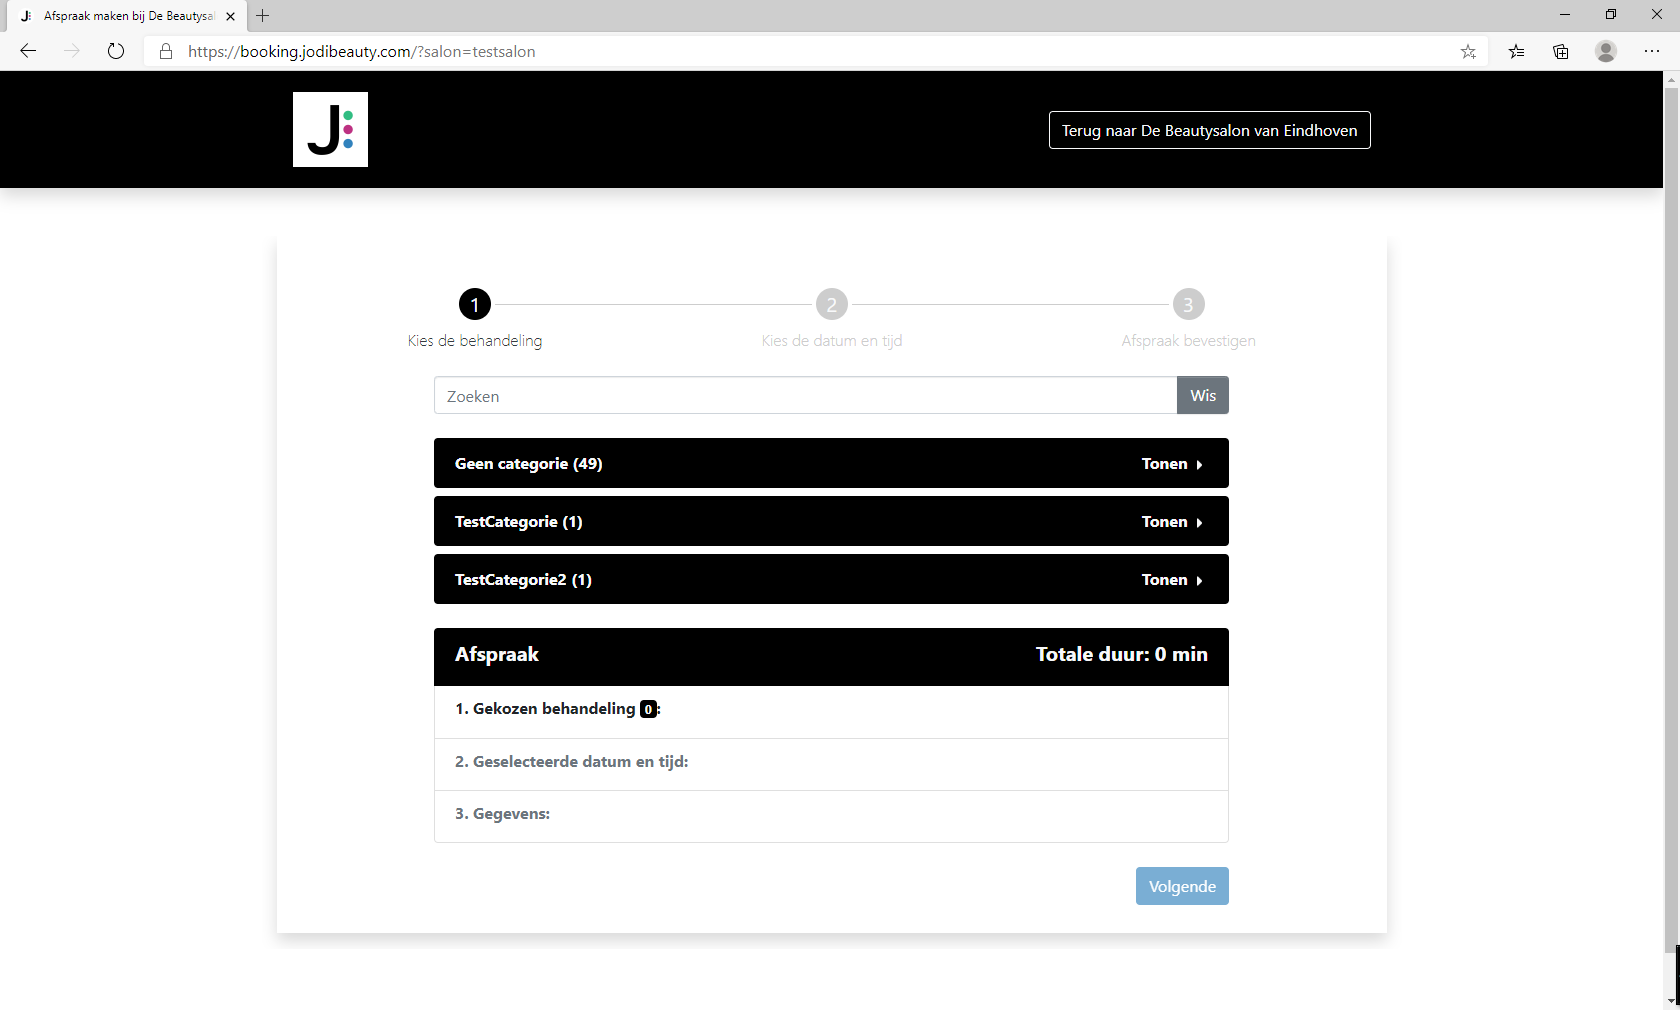 Afspraak maken bij De Beautysal
https://booking.jodibeauty.com/?salon=testsalon
J
Terug naar De Beautysalon van Eindhoven
1
2
3
Kies de behandeling
Kies de datum en tijd
Afspraak bevestigen
Zoeken
Wis
Geen categorie (49)
Tonen
TestCategorie (1)
Tonen
TestCategorie2 (1)
Tonen
Afspraak
Totale duur: 0 min
1. Gekozen behandeling 0:
2. Geselecteerde datum en tijd:
3. Gegevens:
Volgende